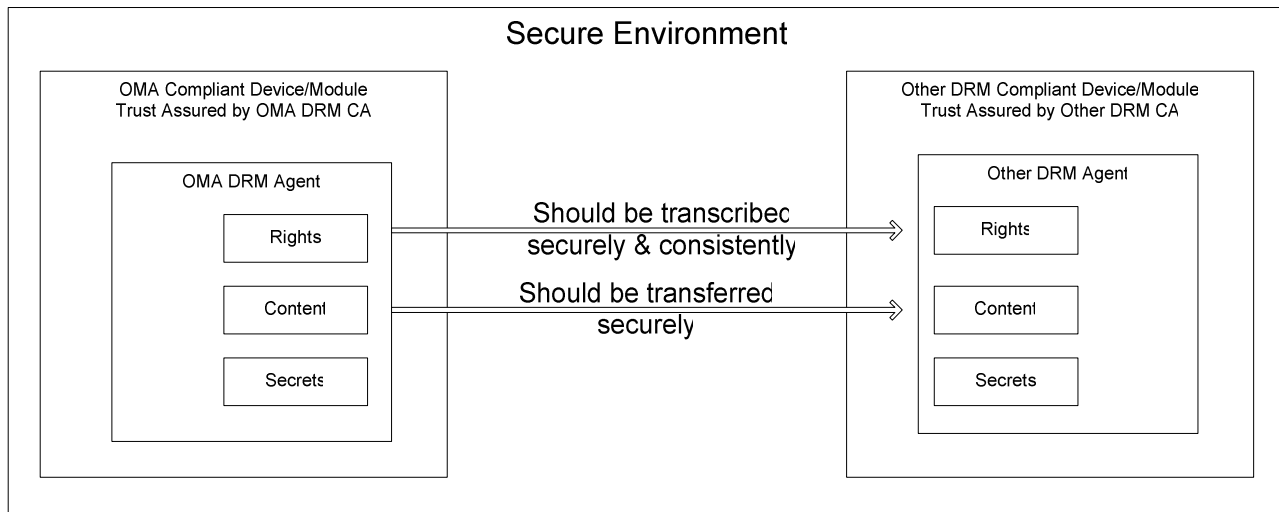 Secure Environment
OMA Compliant Device/Module
Trust Assured by OMA DRM CA
OMA DRM Agent
Rights
Content
Secrets
Should be transcribed
securely & consistently
Should be transferred
securely
Other DRM Compliant Device/Module
Trust Assured by Other DRM CA
Other DRM Agent
Rights
Content
Secrets